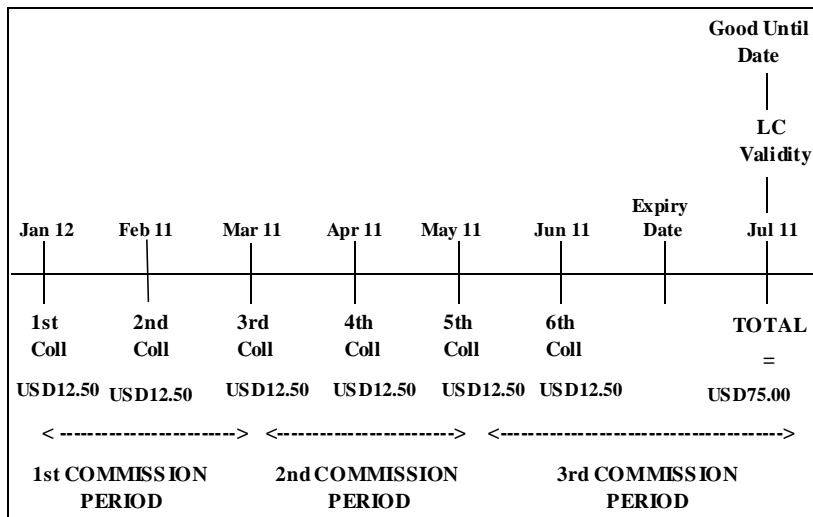 Good Until
Date
LC
Validity
Expiry
Jan 12 Feb 11 Mar 11 Apr 11 May 11 Jun 11 Date Jul 11
1st 2nd 3rd 4th 5th 6th TOTAL
Coll Coll Coll Coll Coll Coll
=
USD12.50 USD12.50 USD12.50 USD12.50 USD12.50 USD12.50 USD75.00
1st COMMISSION 2nd COMMISSION 3rd COMMISSION
PERIOD PERIOD PERIOD